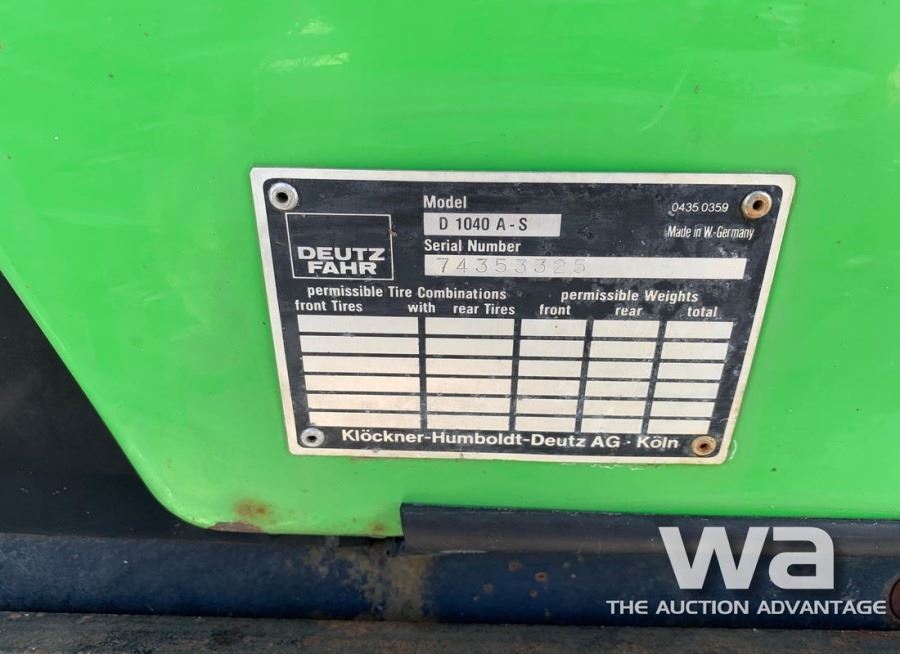 Model
0435 0359
D 1040 A-S
Made in W.-Germany
DEUTZ
FAHR
Serial Number
74353325
permissible Tire Combinations
permissible Weights
front Tires with rear Tires front rear total
Klöckner-Humboldt-Deutz AG · Köln
wa
THE AUCTION ADVANTAGE